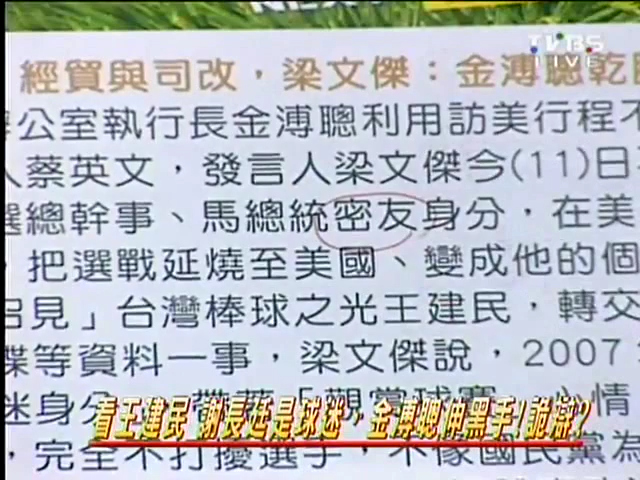 TVBS
LIVE
經貿與司改，梁文傑：金溥聰乾
公室執行長金溥聰利用訪美行程不
人蔡英文，發言人梁文傑今(11)日
選總幹事、馬總統密友身分，在美
，把選戰延燒至美國、變成他的個
召見」台灣棒球之光王建民，轉交
等資料一事，梁文傑說，2007
迷身分
「觀賞球賽
心情
看王建民 謝長廷是球迷，金溥聰伸黑手！詭辯？
，完全不打擾選手，不像國民黨為